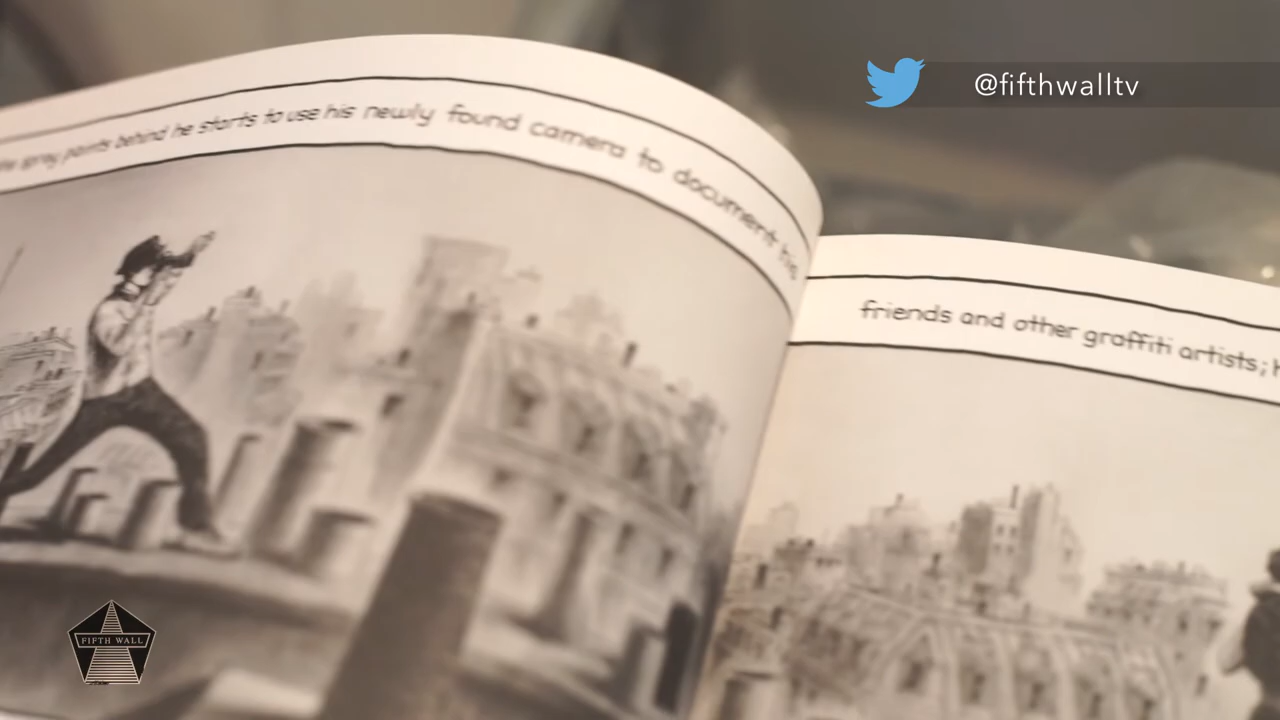 @fifthwalltv
spray paints behind he starts to use his newly found camera to document his
friends and other graffiti artists; h
FIFTH WALL